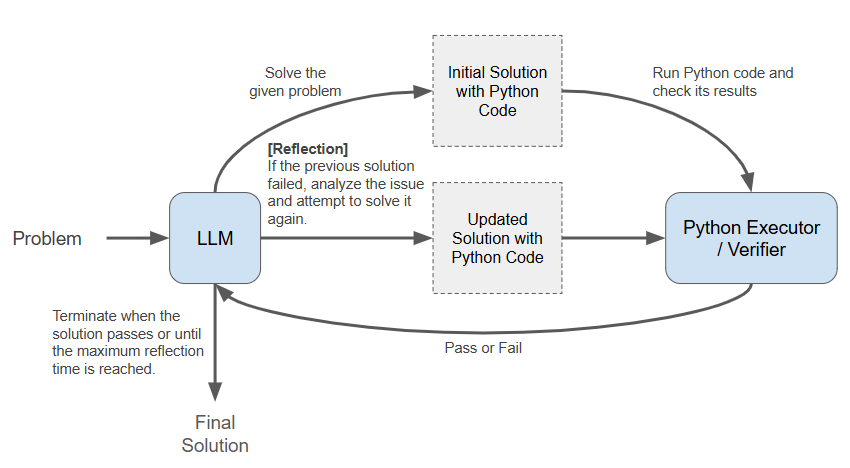 Solve the
given problem
Initial Solution
with Python
Code
Run Python code and
check its results
[Reflection]
If the previous solution
failed, analyze the issue
and attempt to solve it
again.
Problem
LLM
Updated
Solution with
Python Code
Python Executor
/ Verifier
Terminate when the
solution passes or until
the maximum reflection
time is reached.
Pass or Fail
Final
Solution